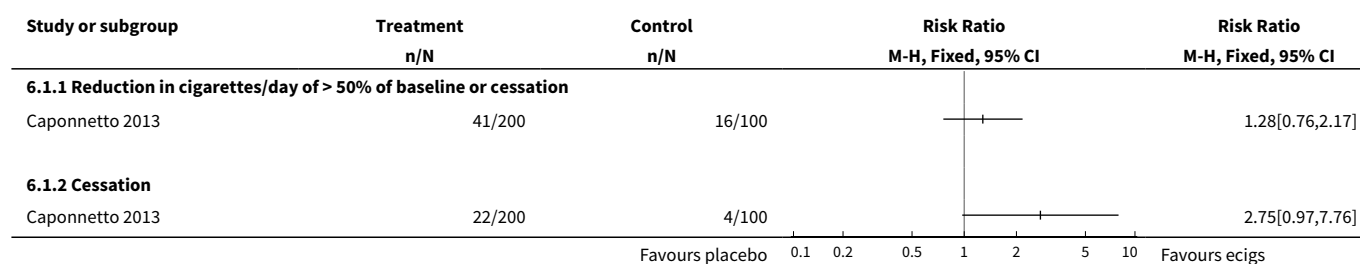 Study or subgroup Treatment Control Risk Ratio Risk Ratio
n/N n/N M-H, Fixed, 95% CI M-H, Fixed, 95% CI
6.1.1 Reduction in cigarettes/day of > 50% of baseline or cessation
Caponnetto 2013 41/200 16/100 1.28[0.76,2.17]
6.1.2 Cessation
Caponnetto 2013 22/200 4/100 2.75[0.97,7.76]
Favours placebo 0.1 0.2 0.5 1 2 5 10 Favours ecigs